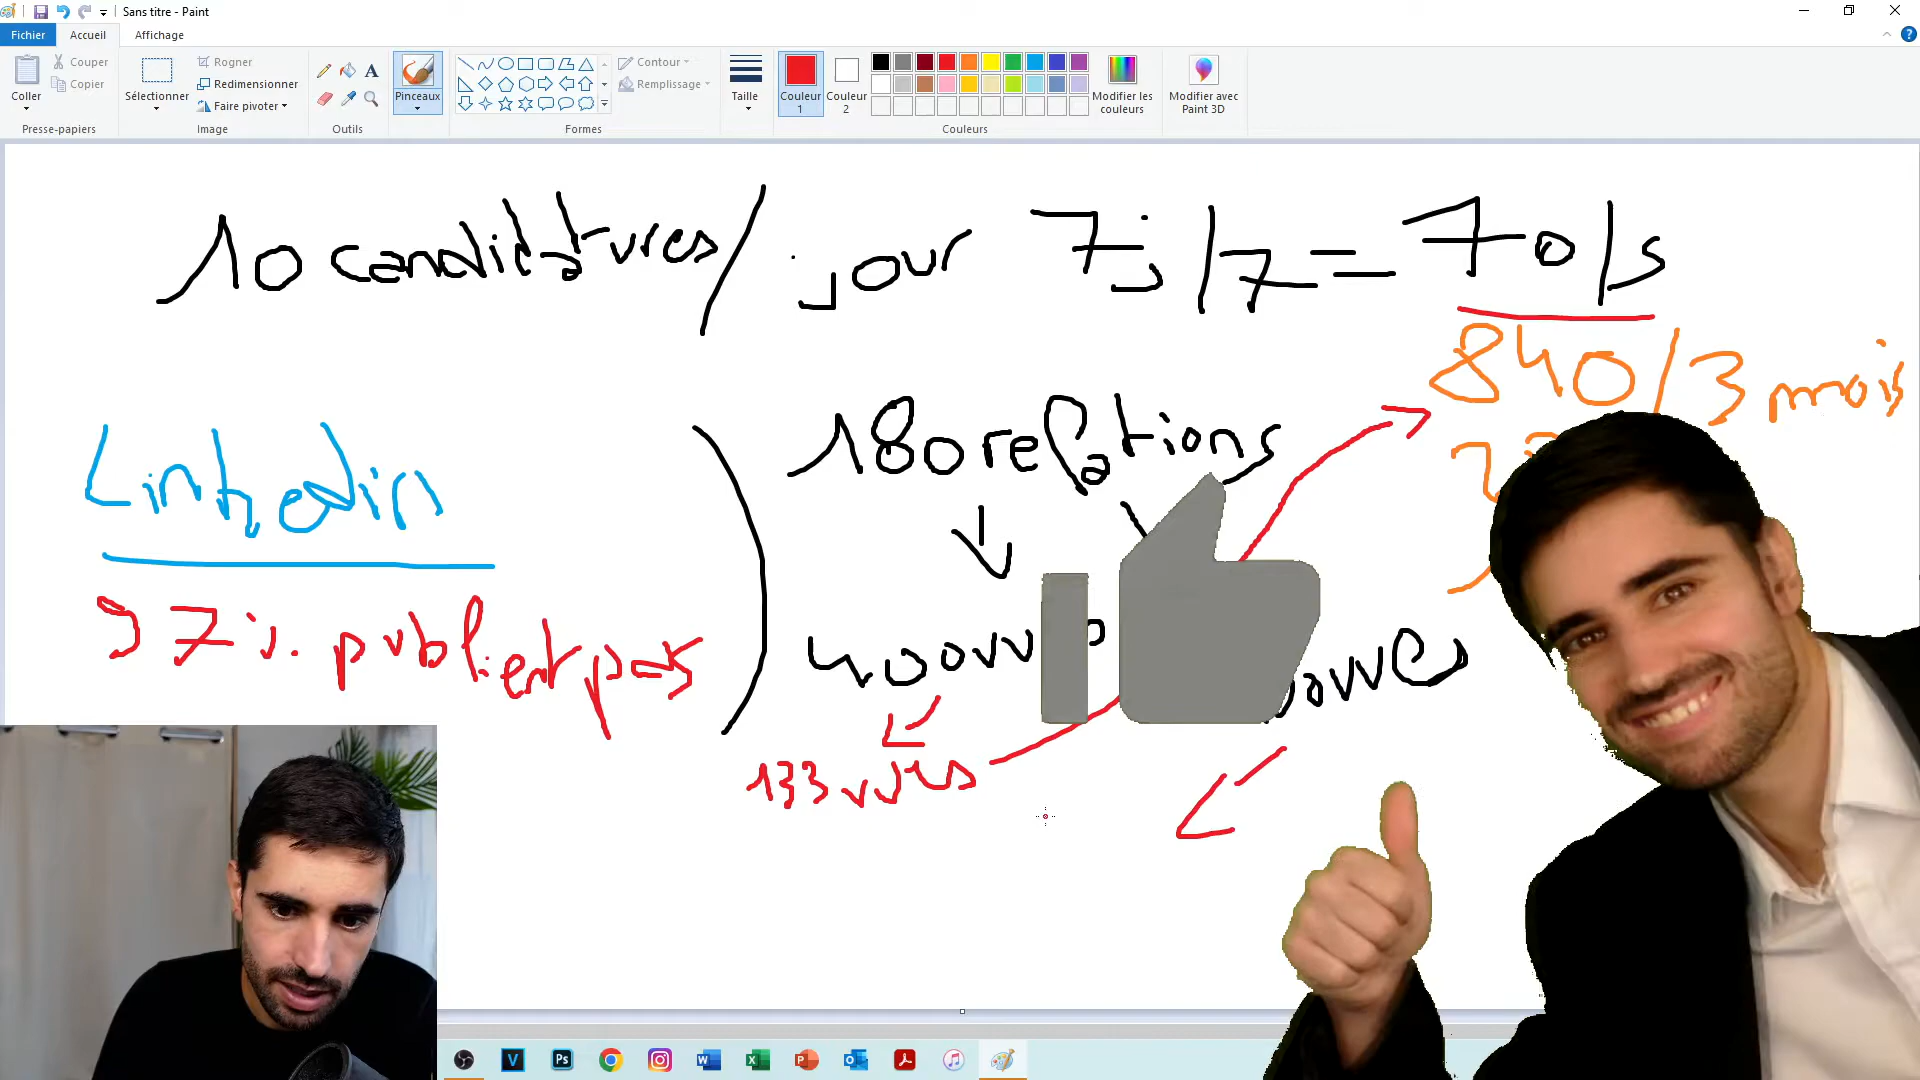 Sans titre - Paint
Fichier Accueil Affichage
Coller
Couper
Copier
Presse-papiers
Sélectionner
Rogner
Redimensionner
Faire pivoter
Image
Outils
Pinceaux
Formes
Contour
Remplissage
Taille
Couleur 1
Couleur 2
Modifier les couleurs
Couleurs
Modifier avec Paint 3D
10 candidatures / jour 7j/7 = 70/s
840/3 mois
Linkedin
180 relations
97%. publient pas
133 vues